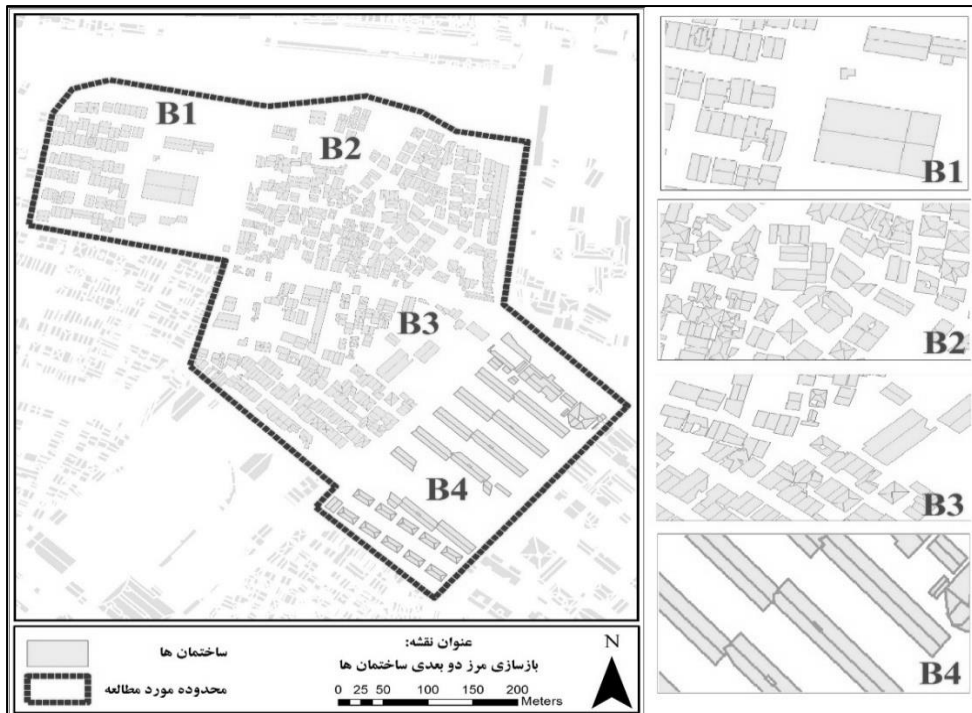 B1
B2
B3
B4
ساختمان ها
محدوده مورد مطالعه
عنوان نقشه:
بازسازی مرز دو بعدی ساختمان ها
0 25 50 100 150 200
Meters
N
B1
B2
B3
B4